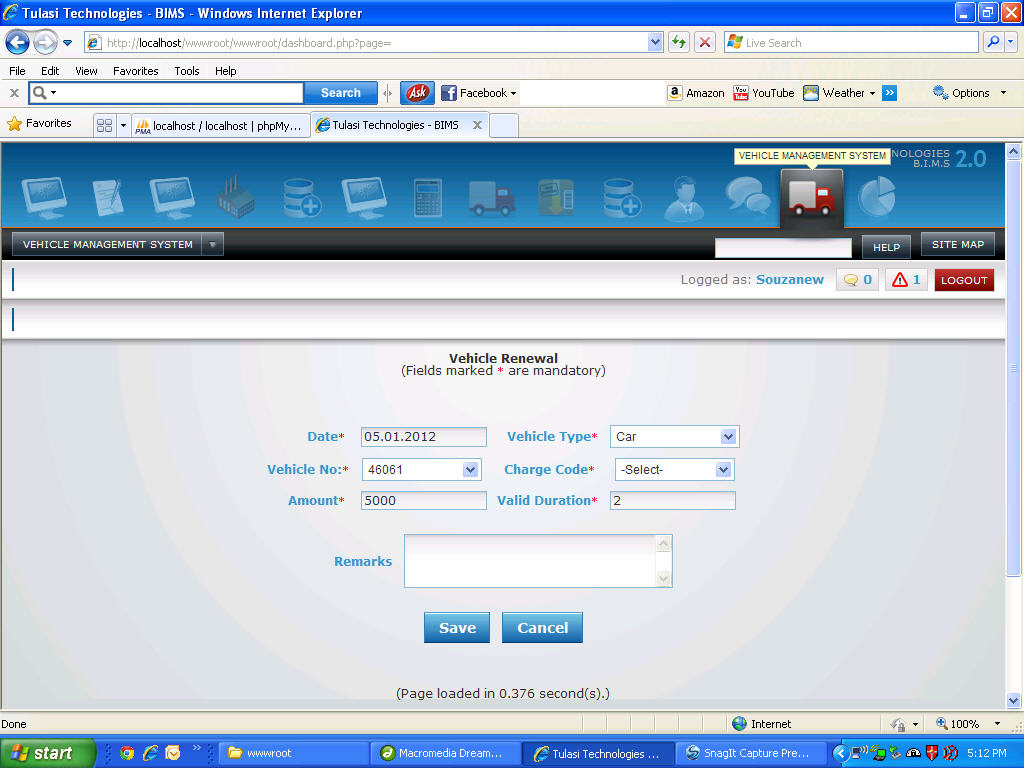 Tulasi Technologies - BIMS - Windows Internet Explorer
http://localhost/wwwroot/wwwroot/dashboard.php?page=
Live Search
File Edit View Favorites Tools Help
Search Ask Facebook Amazon YouTube Weather » Options
Favorites PMA localhost / localhost | phpMy... Tulasi Technologies - BIMS X
VEHICLE MANAGEMENT SYSTEM NOLOGIES
B.I.M.S 2.0
VEHICLE MANAGEMENT SYSTEM HELP SITE MAP
Logged as: Souzanew 0 1 LOGOUT
Vehicle Renewal
(Fields marked * are mandatory)
Date* 05.01.2012 Vehicle Type* Car
Vehicle No:* 46061 Charge Code* -Select-
Amount* 5000 Valid Duration* 2
Remarks
Save Cancel
(Page loaded in 0.376 second(s).)
Done Internet 100%
start » wwwroot Macromedia Dream... Tulasi Technologies ... SnagIt Capture Pre... 5:12 PM